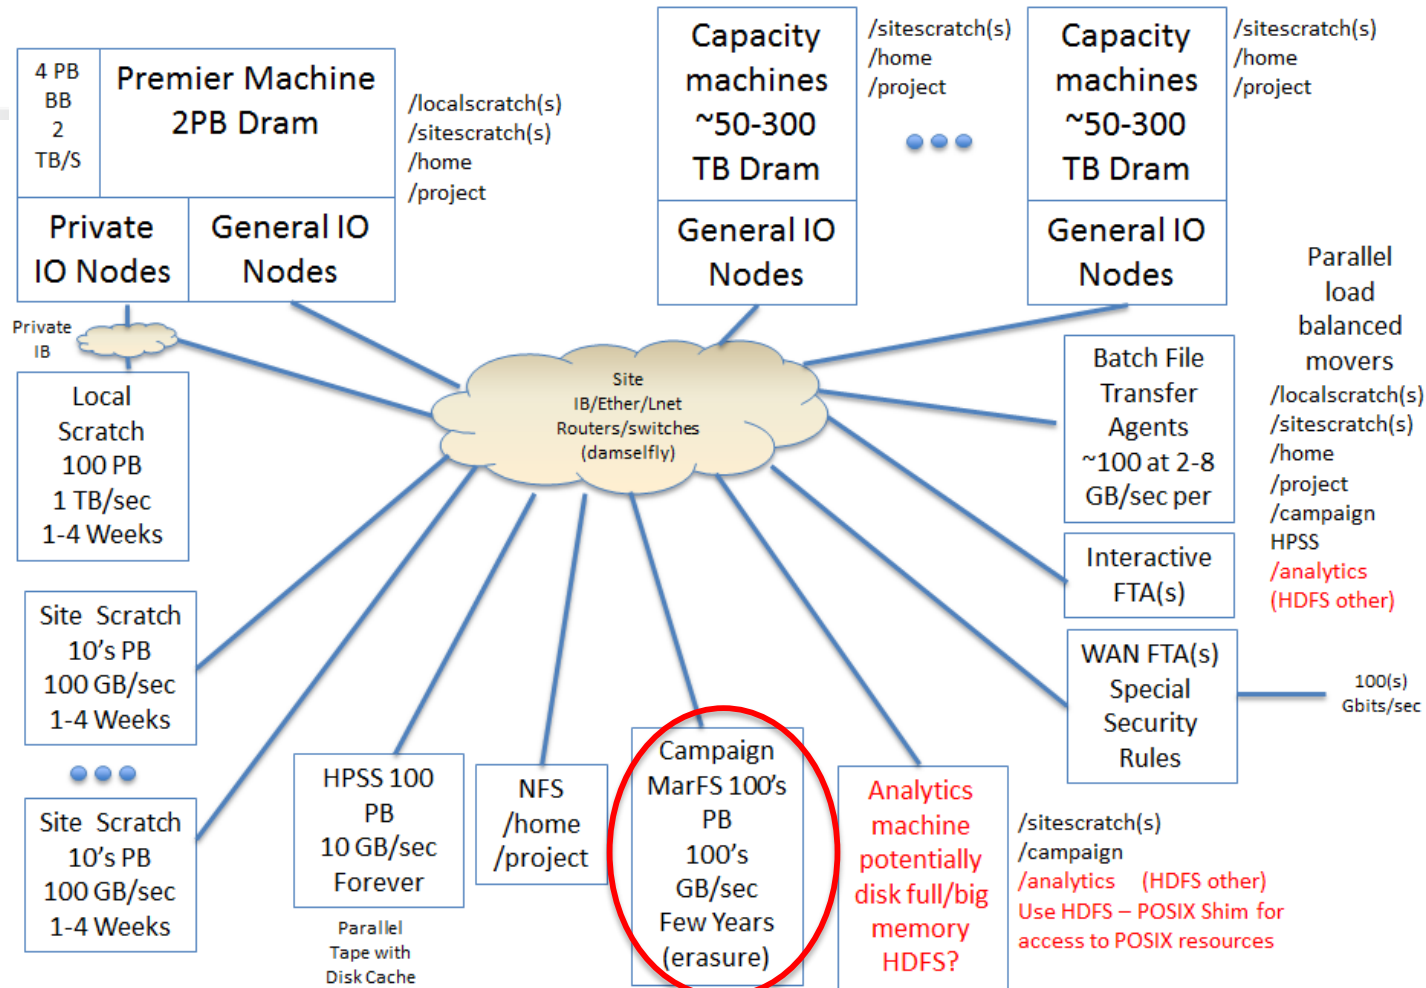 4 PB
BB
2
TB/S
Premier Machine
2PB Dram
/localscratch(s)
/sitescratch(s)
/home
/project
Private
IO Nodes
General IO
Nodes
Capacity
machines
~50-300
TB Dram
General IO
Nodes
/sitescratch(s)
/home
/project
Capacity
machines
~50-300
TB Dram
General IO
Nodes
/sitescratch(s)
/home
/project
Private
IB
Local
Scratch
100 PB
1 TB/sec
1-4 Weeks
Site
IB/Ether/Lnet
Routers/switches
(damselfly)
Batch File
Transfer
Agents
~100 at 2-8
GB/sec per
Parallel
load
balanced
movers
/localscratch(s)
/sitescratch(s)
/home
/project
/campaign
HPSS
/analytics
(HDFS other)
Interactive
FTA(s)
WAN FTA(s)
Special
Security
Rules
100(s)
Gbits/sec
Site Scratch
10's PB
100 GB/sec
1-4 Weeks
Site Scratch
10's PB
100 GB/sec
1-4 Weeks
HPSS 100
PB
10 GB/sec
Forever
Parallel
Tape with
Disk Cache
NFS
/home
/project
Campaign
MarFS 100's
PB
100's
GB/sec
Few Years
(erasure)
Analytics
machine
potentially
disk full/big
memory
HDFS?
/sitescratch(s)
/campaign
/analytics (HDFS other)
Use HDFS – POSIX Shim for
access to POSIX resources